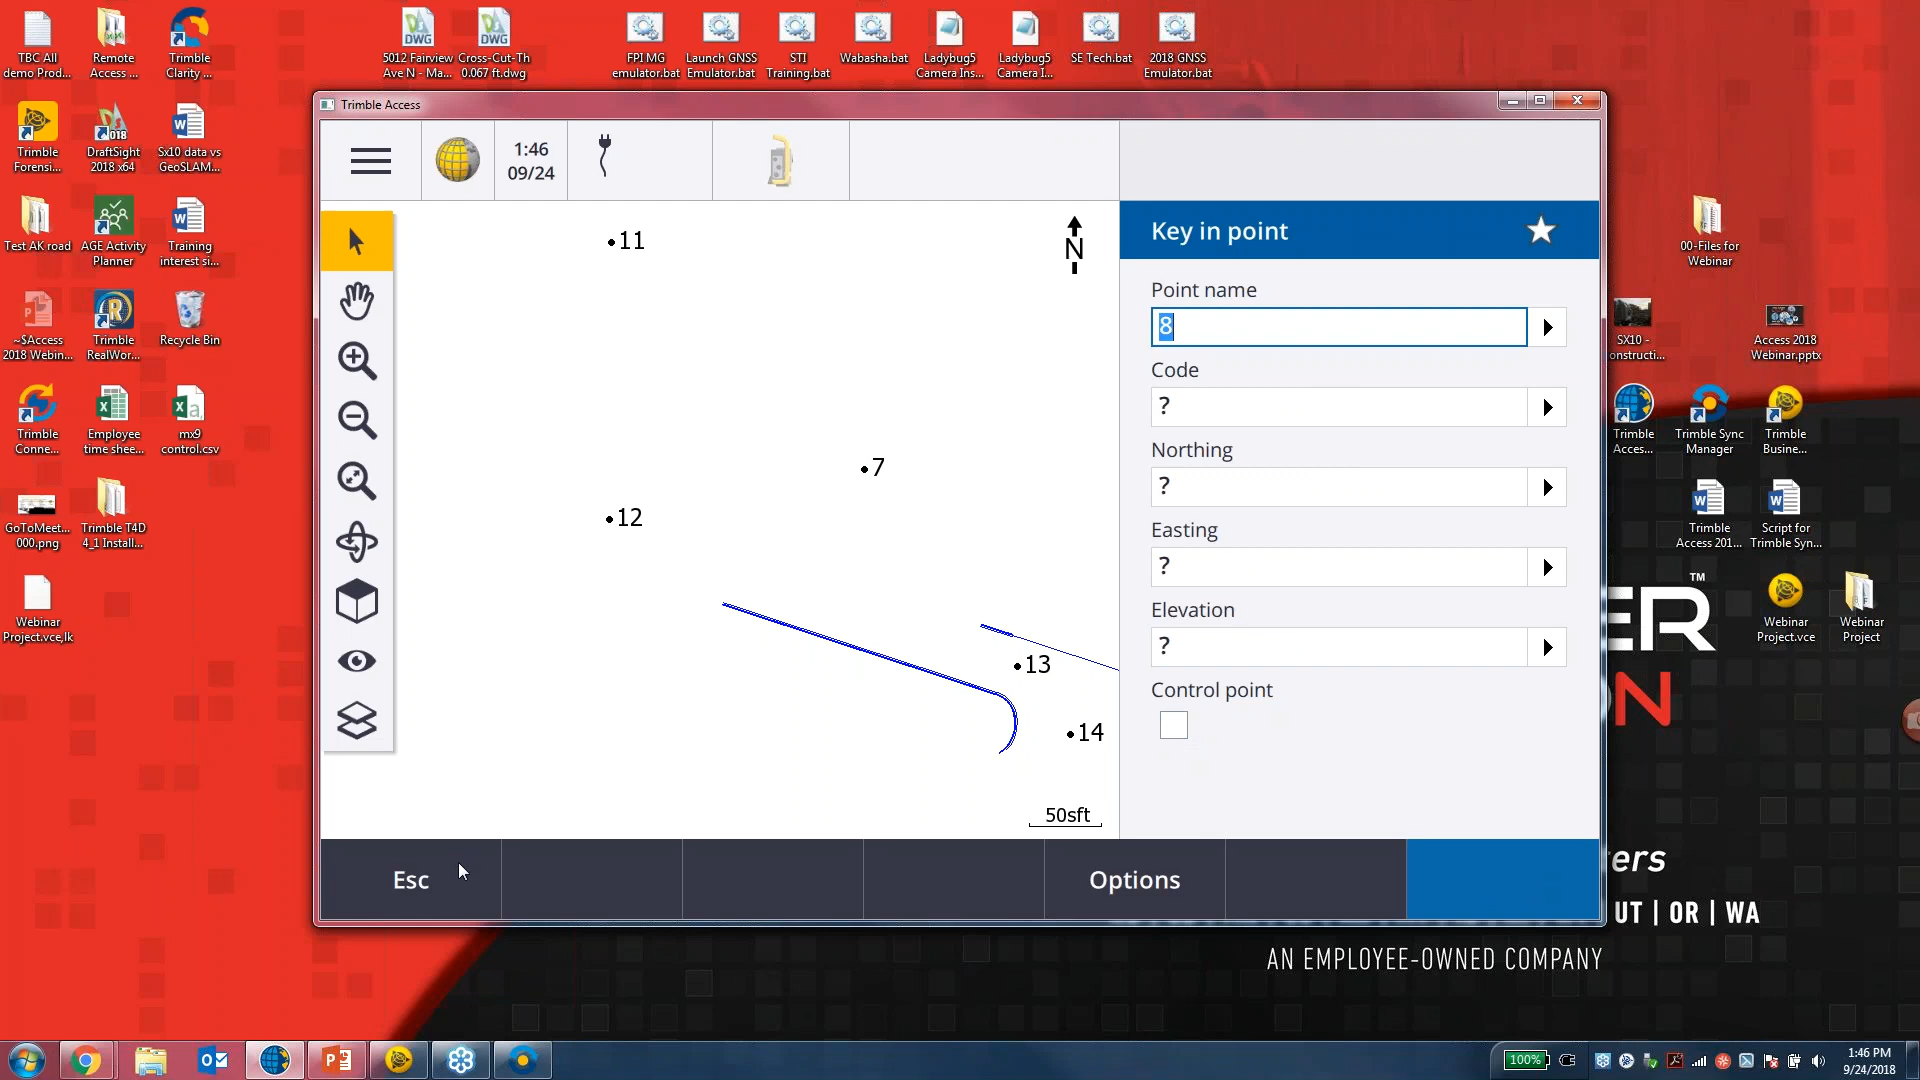 TBC All
demo Prod...
Remote
Access ...
Trimble
Clarity ...
5012 Fairview
Ave N - Ma...
Cross-Cut-Th
0.067 ft.dwg
FPI MG
emulator.bat
Launch GNSS
Emulator.bat
STI
Training.bat
Wabasha.bat
Ladybug5
Camera Ins...
Ladybug5
Camera I...
SE Tech.bat
2018 GNSS
Emulator.bat
Trimble
Forensi...
DraftSight
2018 x64
Sx10 data vs
GeoSLAM...
Test AK road
AGE Activity
Planner
Training
interest si...
~$Access
2018 Webin...
Trimble
RealWor...
Recycle Bin
Trimble
Conne...
Employee
time shee...
mx9
control.csv
GoToMeet...
000.png
Trimble T4D
4_1 Install...
Webinar
Project.vce,lk
Trimble Access
1:46
09/24
11
N
7
12
13
14
50sft
Key in point
Point name
8
Code
?
Northing
?
Easting
?
Elevation
?
Control point
Esc
Options
00-Files for
Webinar
SX10 -
onstructi...
Access 2018
Webinar.pptx
Trimble
Acces...
Trimble Sync
Manager
Trimble
Busine...
Trimble
Access 201...
Script for
Trimble Syn...
Webinar
Project.vce
Webinar
Project
ER
TM
N
ters
UT | OR | WA
AN EMPLOYEE-OWNED COMPANY
100%
1:46 PM
9/24/2018